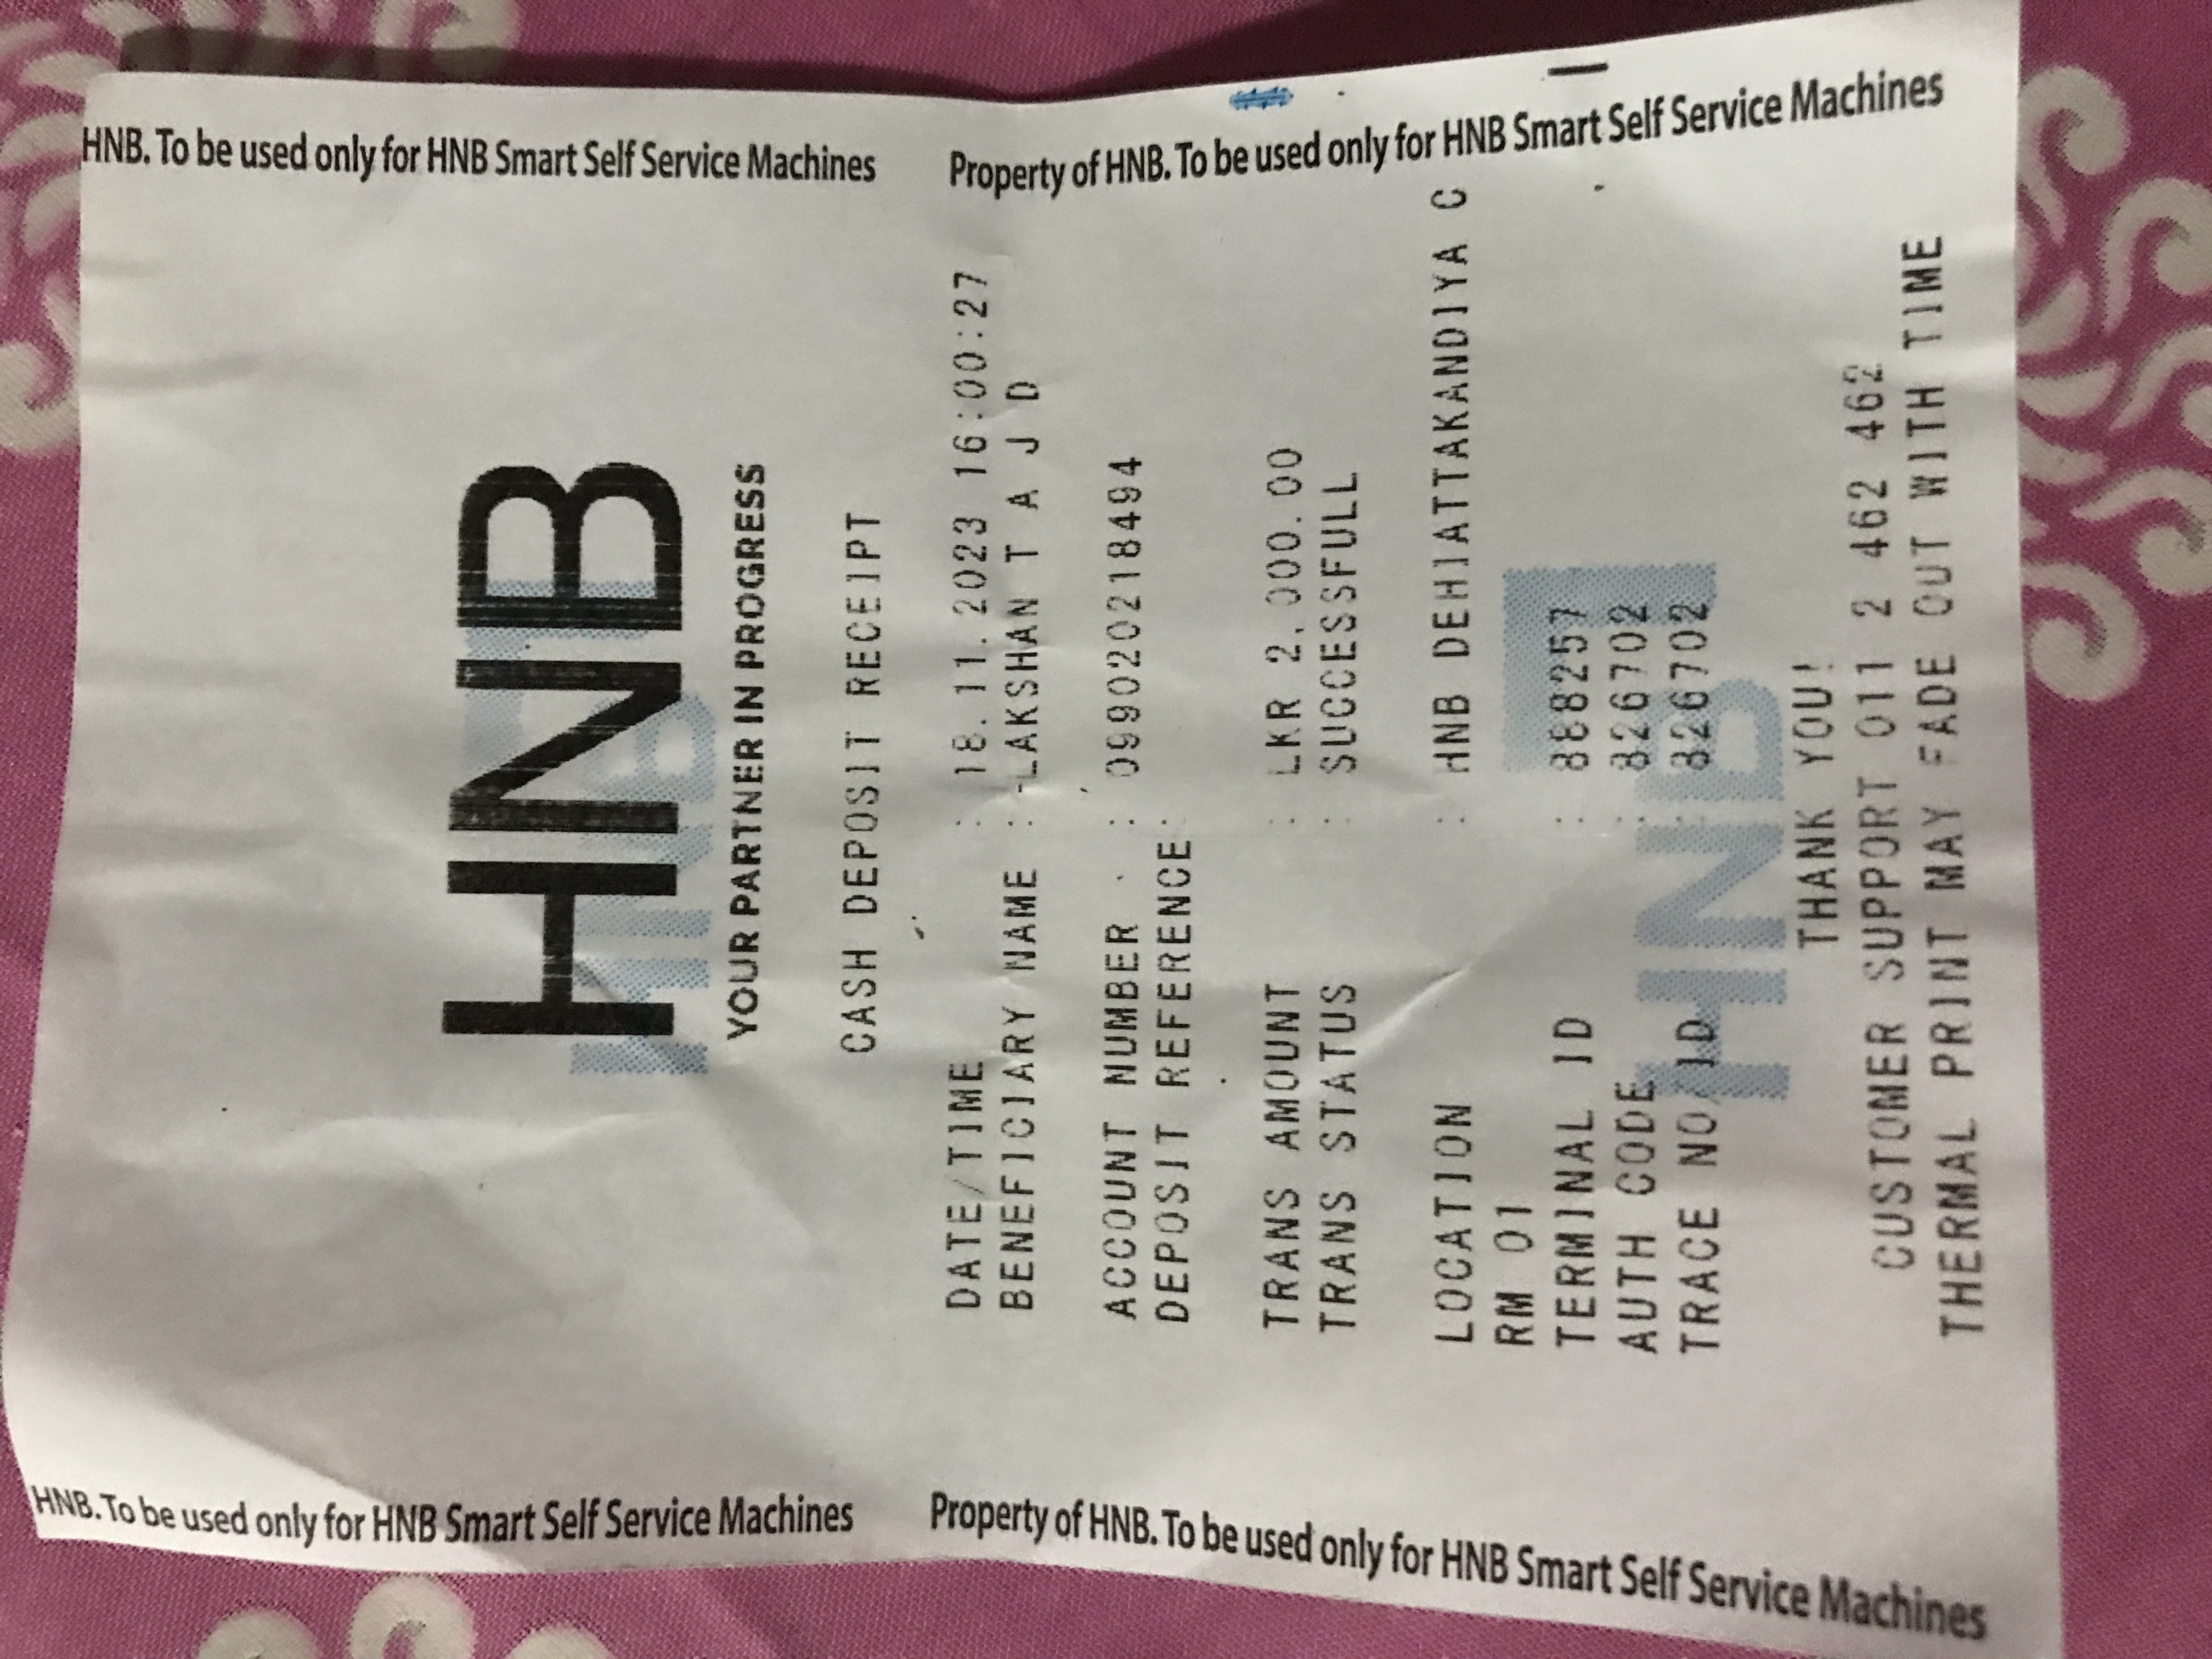 HNB. To be used only for HNB Smart Self Service Machines
Property of HNB. To be used only for HNB Smart Self Service Machines
HNB
HNB
YOUR PARTNER IN PROGRESS
CASH DEPOSIT RECEIPT
DATE/TIME : 18.11.2023 16:00:27
BENEFICIARY NAME : LAKSHAN T A J D
ACCOUNT NUMBER : 099020218494
DEPOSIT REFERENCE :
TRANS AMOUNT : LKR 2,000.00
TRANS STATUS : SUCCESSFULL
LOCATION : HNB DEHIATTAKANDIYA C
RM 01
TERMINAL ID : 888257
AUTH CODE : 826702
TRACE NO/ID : 826702
HNB
THANK YOU!
CUSTOMER SUPPORT 011 2 462 462
THERMAL PRINT MAY FADE OUT WITH TIME
HNB. To be used only for HNB Smart Self Service Machines
Property of HNB. To be used only for HNB Smart Self Service Machines